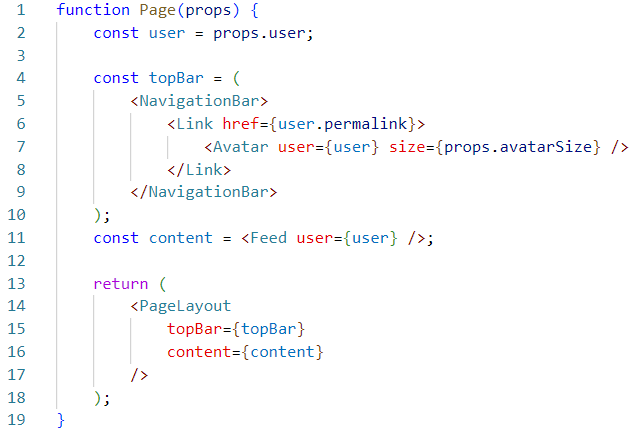 1 function Page(props) {
2     const user = props.user;
3
4     const topBar = (
5         <NavigationBar>
6             <Link href={user.permalink}>
7                 <Avatar user={user} size={props.avatarSize} />
8             </Link>
9         </NavigationBar>
10     );
11     const content = <Feed user={user} />;
12
13     return (
14         <PageLayout
15             topBar={topBar}
16             content={content}
17         />
18     );
19 }